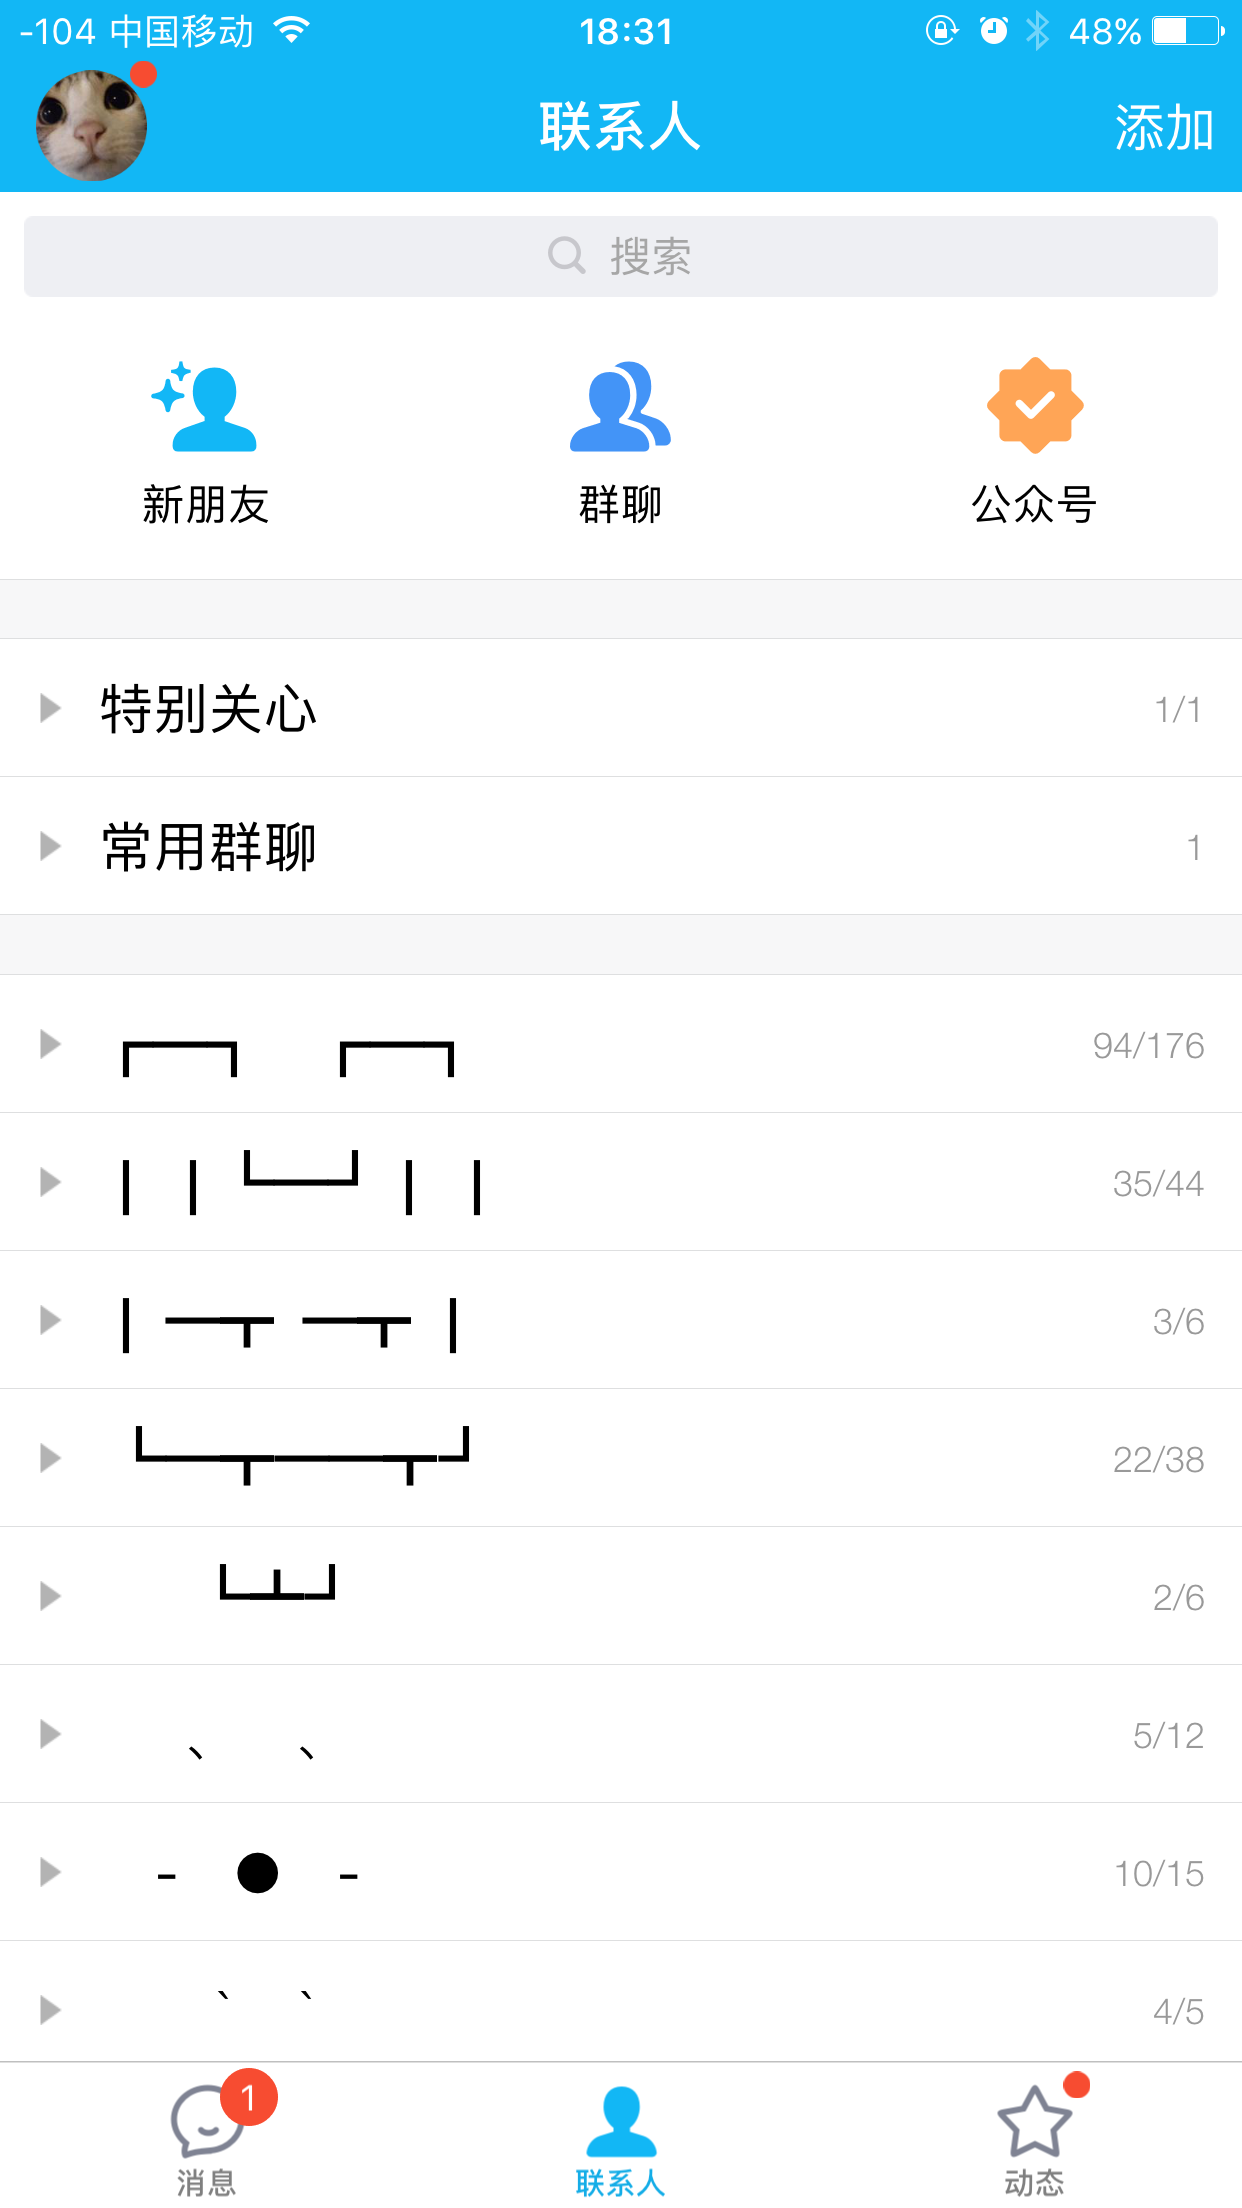 -104 中国移动 18:31 48%
联系人 添加
搜索
新朋友 群聊 公众号
特别关心 1/1
常用群聊 1
┌──┐　　┌──┐ 94/176
| | └──┘ | | 35/44
| ─┬ ─┬ | 3/6
└─┬──┬┘ 22/38
└┴┘ 2/6
、 、 5/12
- ● - 10/15
` ` 4/5
1
消息 联系人 动态